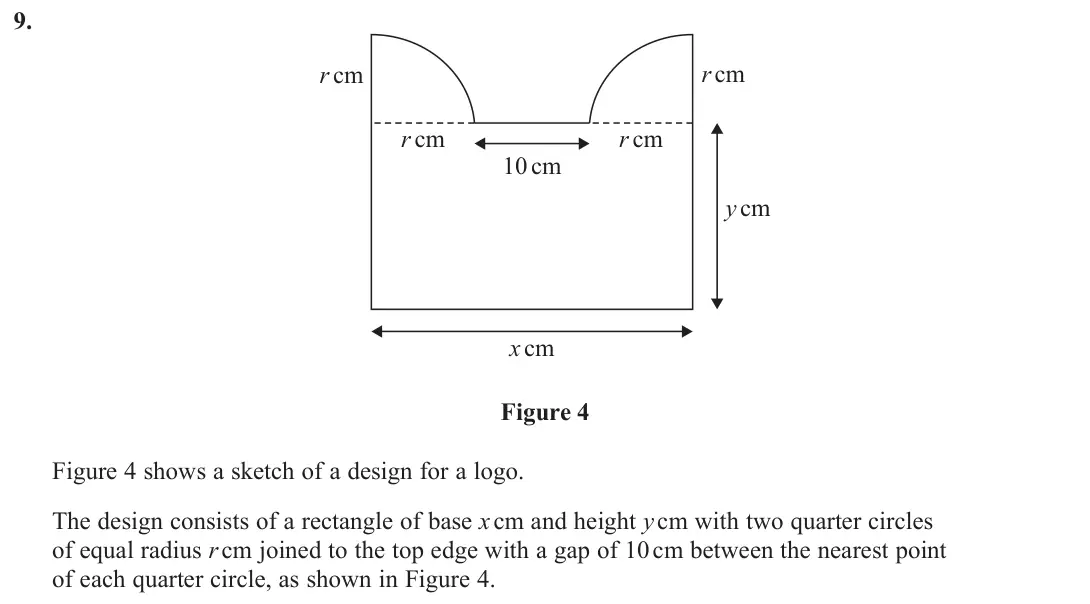 9.
r cm
r cm
r cm
r cm
10 cm
y cm
x cm
Figure 4
Figure 4 shows a sketch of a design for a logo.
The design consists of a rectangle of base x cm and height y cm with two quarter circles
of equal radius r cm joined to the top edge with a gap of 10 cm between the nearest point
of each quarter circle, as shown in Figure 4.